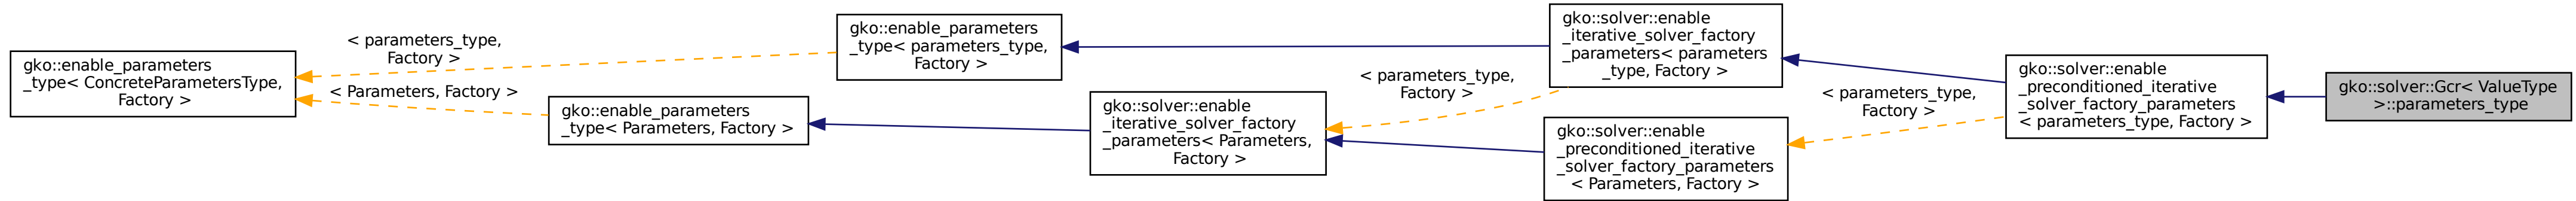 gko::enable_parameters
_type< ConcreteParametersType,
Factory >
< parameters_type,
Factory >
< Parameters, Factory >
gko::enable_parameters
_type< parameters_type,
Factory >
gko::enable_parameters
_type< Parameters, Factory >
gko::solver::enable
_iterative_solver_factory
_parameters< Parameters,
Factory >
< parameters_type,
Factory >
gko::solver::enable
_iterative_solver_factory
_parameters< parameters
_type, Factory >
gko::solver::enable
_preconditioned_iterative
_solver_factory_parameters
< Parameters, Factory >
< parameters_type,
Factory >
gko::solver::enable
_preconditioned_iterative
_solver_factory_parameters
< parameters_type, Factory >
gko::solver::Gcr< ValueType
>::parameters_type